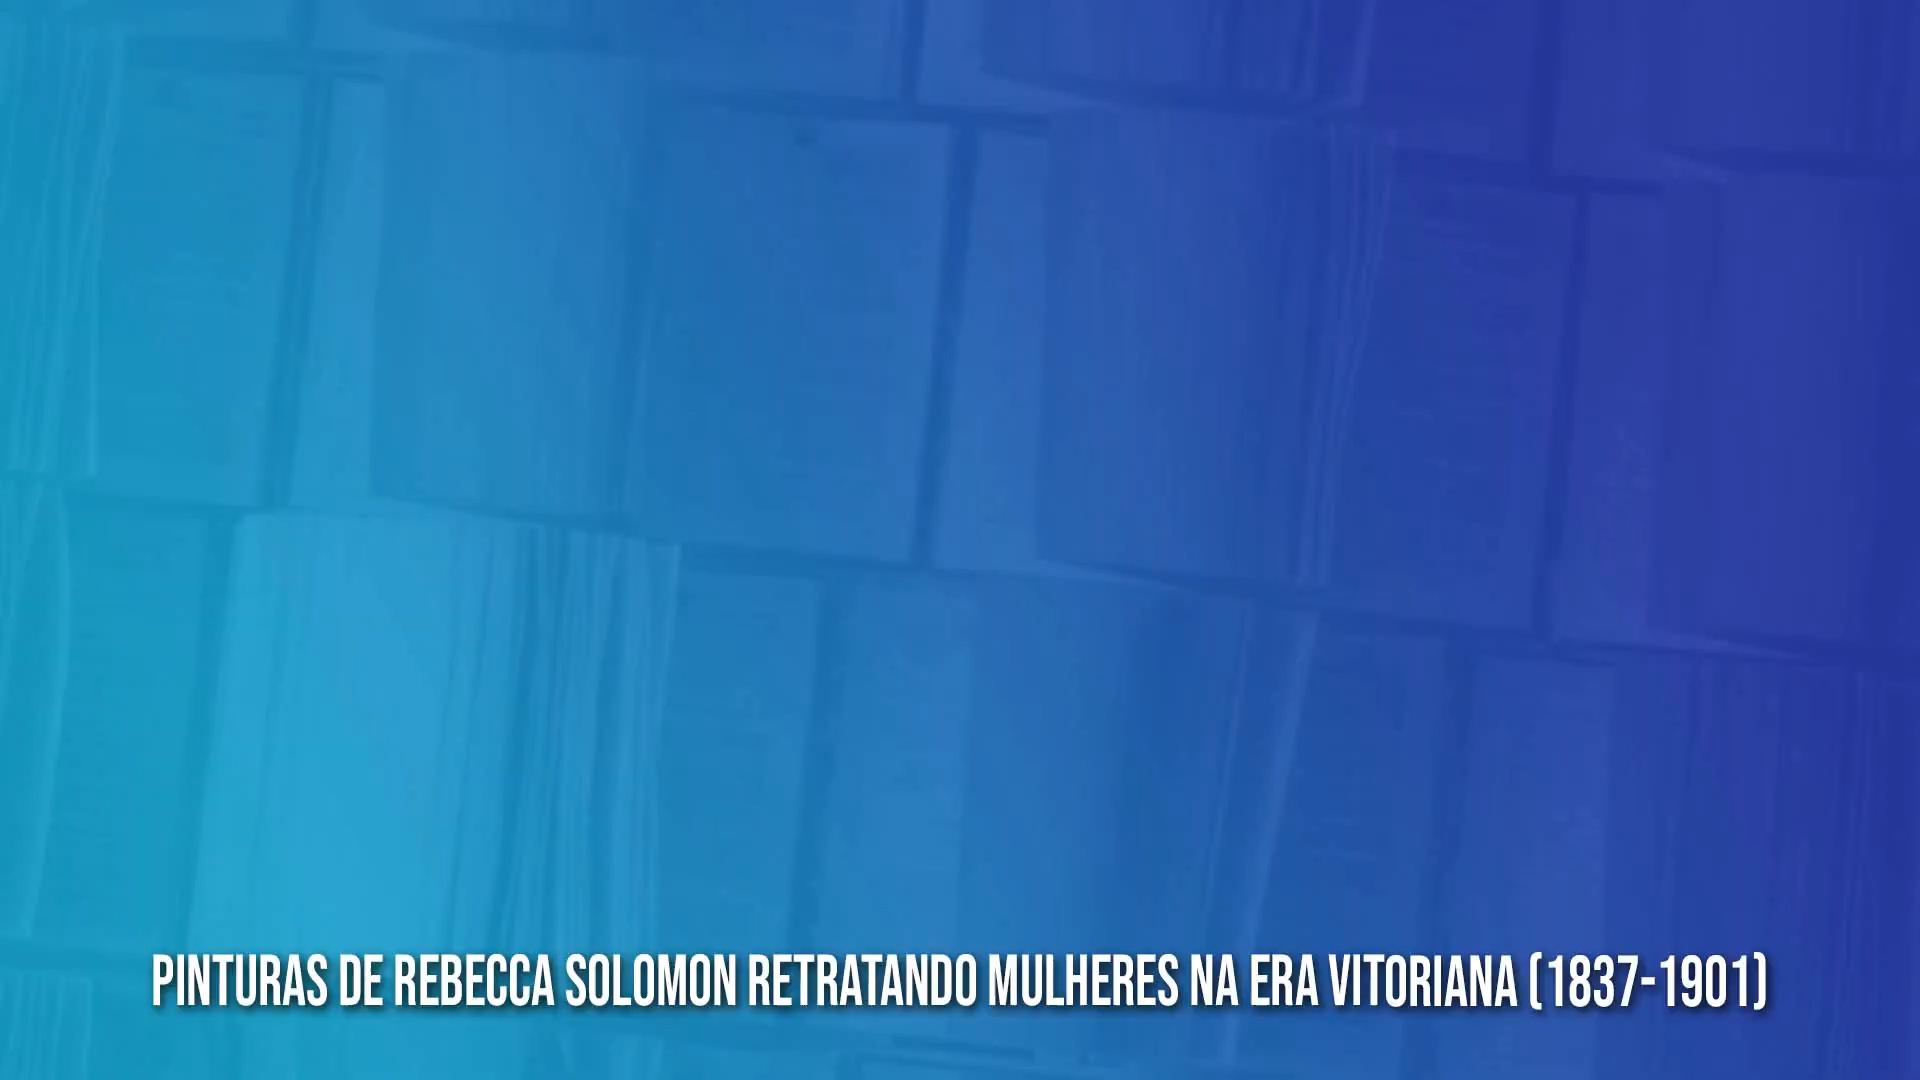 PINTURAS DE REBECCA SOLOMON RETRATANDO MULHERES NA ERA VITORIANA (1837-1901)